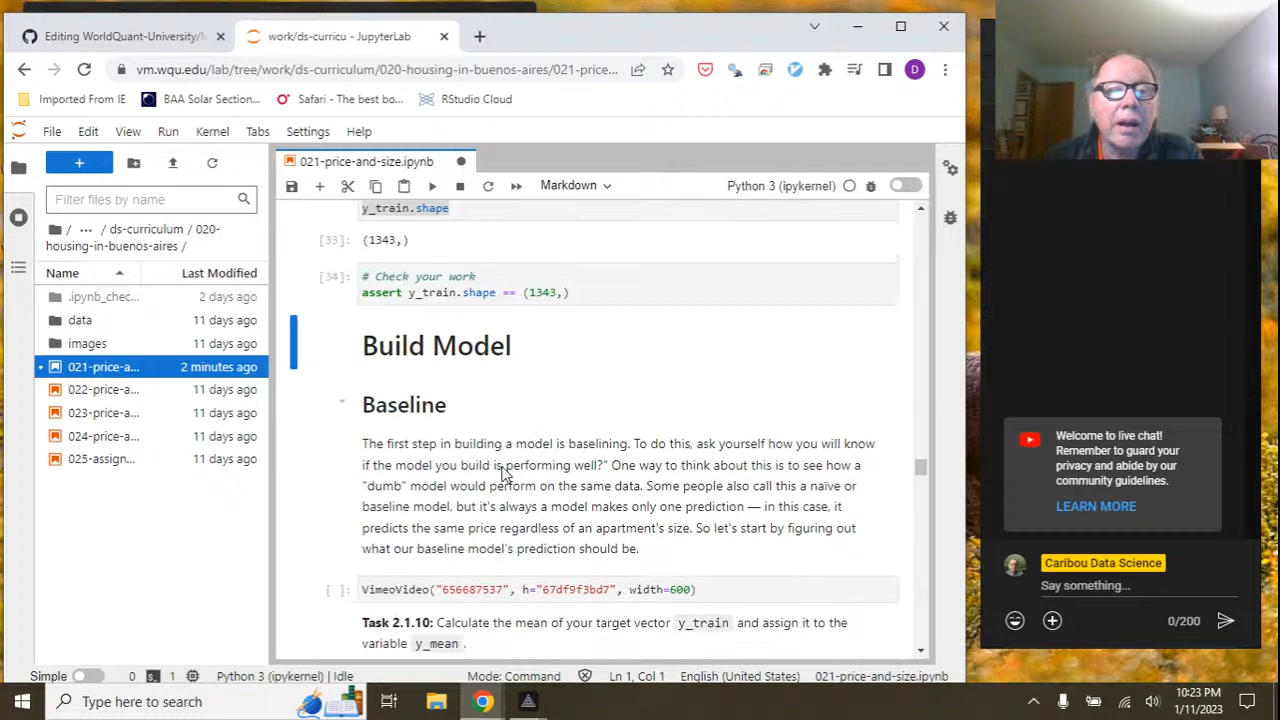 Editing WorldQuant-University/M
work/ds-curricu - JupyterLab
vm.wqu.edu/lab/tree/work/ds-curriculum/020-housing-in-buenos-aires/021-price...
D
Imported From IE
BAA Solar Section...
Safari - The best bo...
RStudio Cloud
File Edit View Run Kernel Tabs Settings Help
021-price-and-size.ipynb
Filter files by name
Markdown
Python 3 (ipykernel)
/ ... / ds-curriculum / 020-
housing-in-buenos-aires /
Name Last Modified
.ipynb_chec... 2 days ago
data 11 days ago
images 11 days ago
021-price-a... 2 minutes ago
022-price-a... 11 days ago
023-price-a... 11 days ago
024-price-a... 11 days ago
025-assign... 11 days ago
y_train.shape
[33]: (1343,)
[34]: # Check your work
assert y_train.shape == (1343,)
Build Model
Baseline
The first step in building a model is baselining. To do this, ask yourself how you will know
if the model you build is performing well?" One way to think about this is to see how a
"dumb" model would perform on the same data. Some people also call this a naïve or
baseline model, but it's always a model makes only one prediction — in this case, it
predicts the same price regardless of an apartment's size. So let's start by figuring out
what our baseline model's prediction should be.
[ ]: VimeoVideo("656687537", h="67df9f3bd7", width=600)
Task 2.1.10: Calculate the mean of your target vector y_train and assign it to the
variable y_mean.
Simple 0 $_ 1 Python 3 (ipykernel) | Idle Mode: Command Ln 1, Col 1 English (United States) 021-price-and-size.ipynb
Welcome to live chat!
Remember to guard your
privacy and abide by our
community guidelines.
LEARN MORE
Caribou Data Science
Say something...
0/200
Type here to search
10:23 PM
1/11/2023